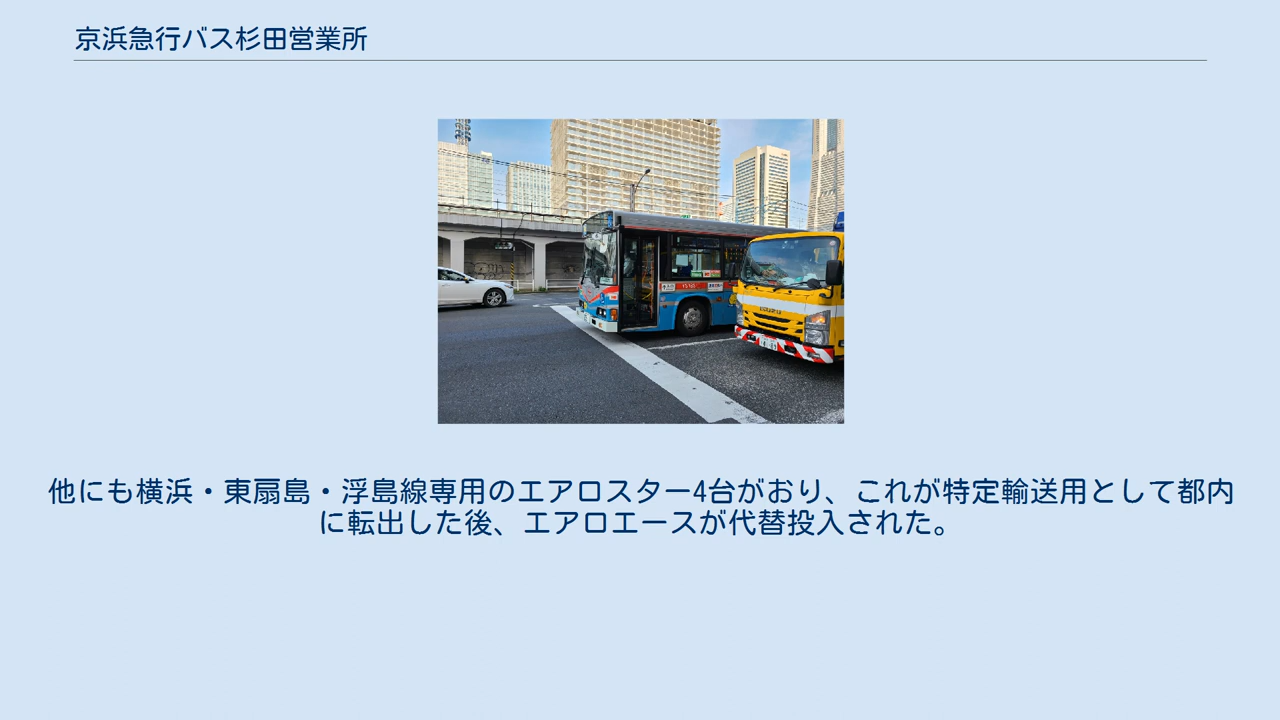 京浜急行バス杉田営業所
他にも横浜・東扇島・浮島線専用のエアロスター4台がおり、これが特定輸送用として都内
に転出した後、エアロエースが代替投入された。